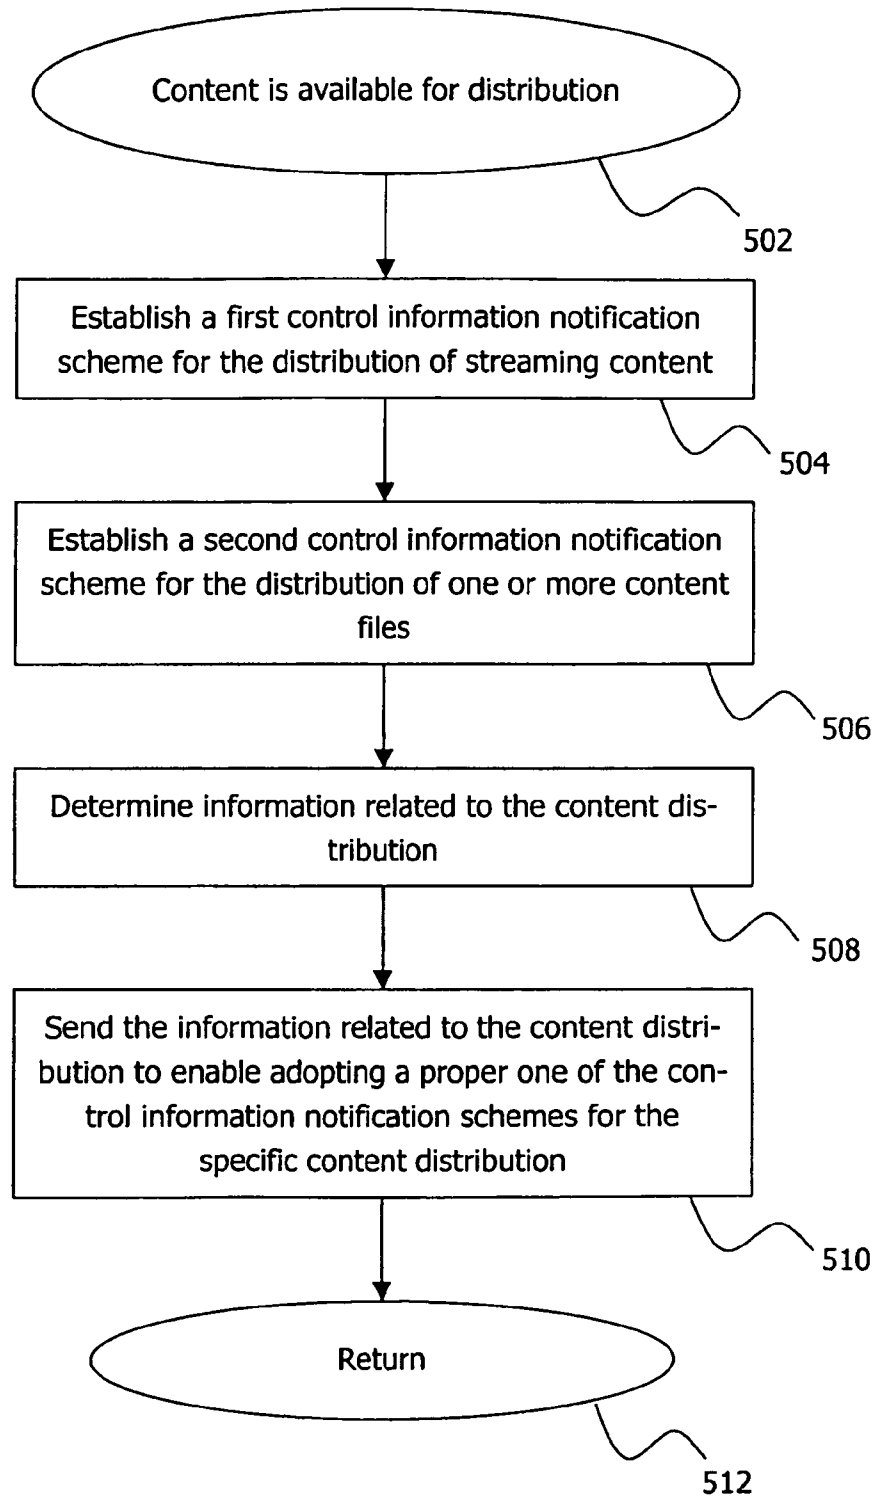 Content is available for distribution
502
Establish a first control information notification
scheme for the distribution of streaming content
504
Establish a second control information notification
scheme for the distribution of one or more content
files
506
Determine information related to the content dis-
tribution
508
Send the information related to the content distri-
bution to enable adopting a proper one of the con-
trol information notification schemes for the
specific content distribution
510
Return
512